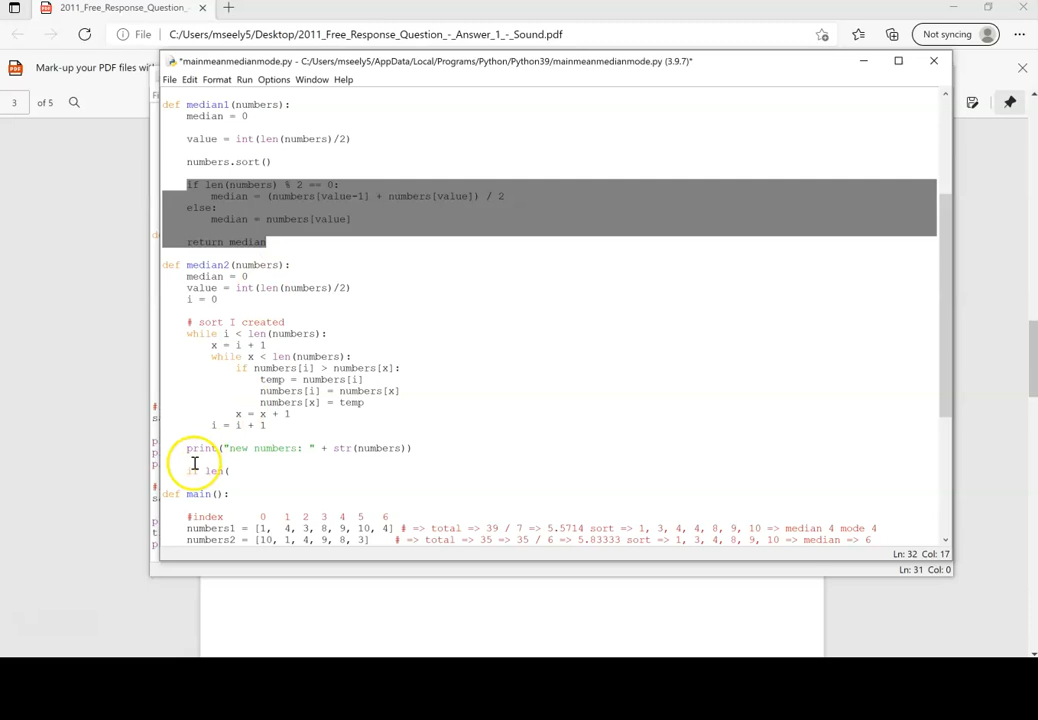 2011_Free_Response_Question_-
File
C:/Users/mseely5/Desktop/2011_Free_Response_Question_-_Answer_1_-_Sound.pdf
Not syncing
Mark-up your PDF files with
3 of 5
*mainmeanmedianmode.py - C:/Users/mseely5/AppData/Local/Programs/Python/Python39/mainmeanmedianmode.py (3.9.7)*
File Edit Format Run Options Window Help
def median1(numbers):
median = 0
value = int(len(numbers)/2)
numbers.sort()
if len(numbers) % 2 == 0:
median = (numbers[value-1] + numbers[value]) / 2
else:
median = numbers[value]
return median
def median2(numbers):
median = 0
value = int(len(numbers)/2)
i = 0
# sort I created
while i < len(numbers):
x = i + 1
while x < len(numbers):
if numbers[i] > numbers[x]:
temp = numbers[i]
numbers[i] = numbers[x]
numbers[x] = temp
x = x + 1
i = i + 1
print("new numbers: " + str(numbers))
if len(
def main():
#index 0 1 2 3 4 5 6
numbers1 = [1, 4, 3, 8, 9, 10, 4] # => total => 39 / 7 => 5.5714 sort => 1, 3, 4, 4, 8, 9, 10 => median 4 mode 4
numbers2 = [10, 1, 4, 9, 8, 3] # => total => 35 => 35 / 6 => 5.83333 sort => 1, 3, 4, 8, 9, 10 => median => 6
Ln: 32 Col: 17
Ln: 31 Col: 0